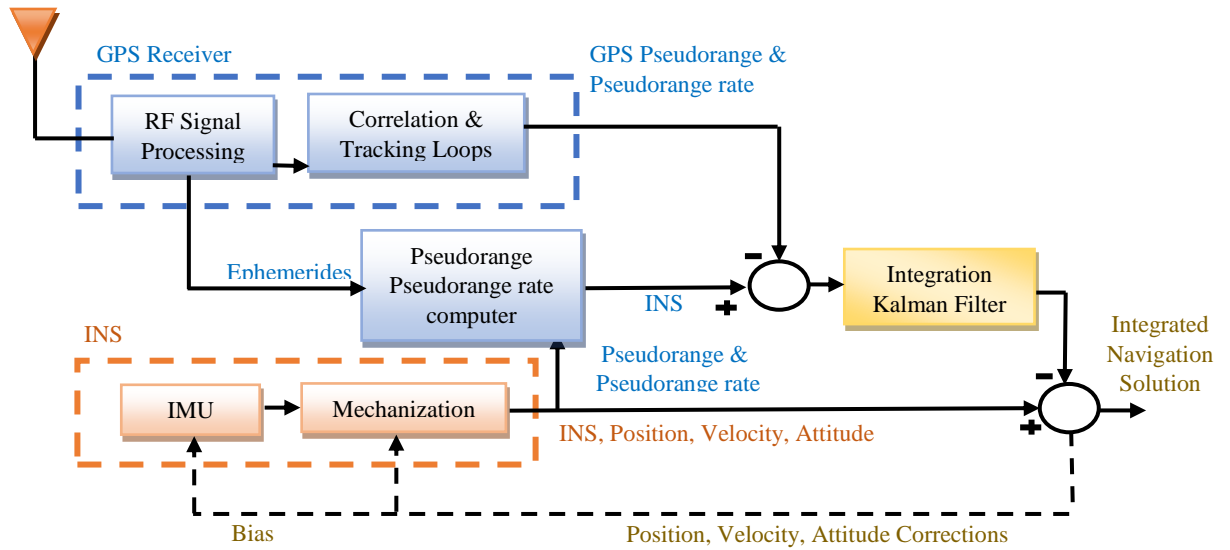 GPS Receiver
GPS Pseudorange &
Pseudorange rate
RF Signal
Processing
Correlation &
Tracking Loops
Ephemerides
Pseudorange
Pseudorange rate
computer
INS
-
+
Integration
Kalman Filter
Integrated
Navigation
Solution
INS
Pseudorange &
Pseudorange rate
IMU
Mechanization
INS, Position, Velocity, Attitude
-
+
Bias
Position, Velocity, Attitude Corrections